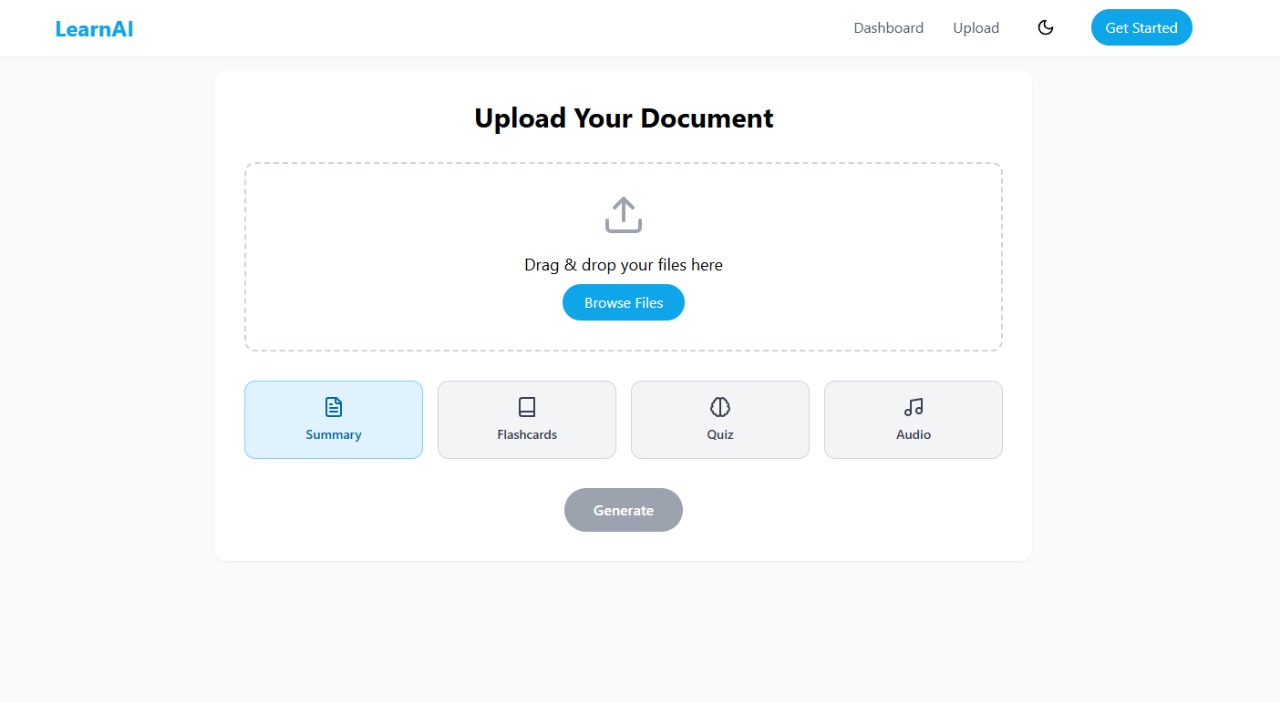 LearnAI
Dashboard
Upload
Get Started
Upload Your Document
Drag & drop your files here
Browse Files
Summary
Flashcards
Quiz
Audio
Generate